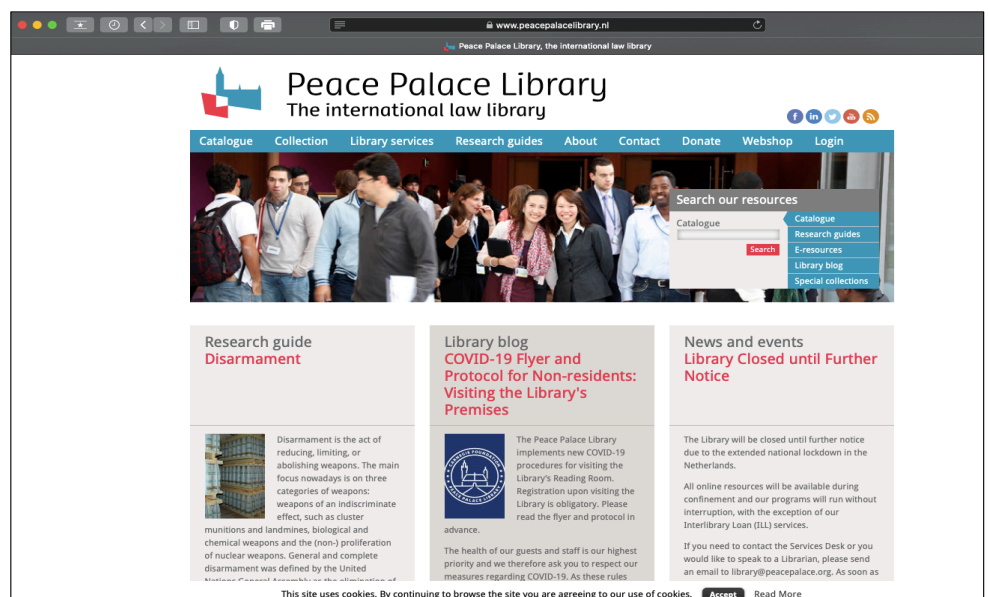 www.peacepalacelibrary.nl
Peace Palace Library, the international law library
Peace Palace Library
The international law library
Catalogue Collection Library services Research guides About Contact Donate Webshop Login
Search our resources
Catalogue
Search
Catalogue
Research guides
E-resources
Library blog
Special collections
Research guide
Disarmament
Disarmament is the act of
reducing, limiting, or
abolishing weapons. The main
focus nowadays is on three
categories of weapons:
weapons of an indiscriminate
effect, such as cluster
munitions and landmines, biological and
chemical weapons and the (non-) proliferation
of nuclear weapons. General and complete
disarmament was defined by the United
Nations General Assembly as the elimination of
Library blog
COVID-19 Flyer and
Protocol for Non-residents:
Visiting the Library's
Premises
CARNEGIE FOUNDATION
PEACE PALACE LIBRARY
The Peace Palace Library
implements new COVID-19
procedures for visiting the
Library's Reading Room.
Registration upon visiting the
Library is obligatory. Please
read the flyer and protocol in
advance.
The health of our guests and staff is our highest
priority and we therefore ask you to respect our
measures regarding COVID-19. As these rules
News and events
Library Closed until Further
Notice
The Library will be closed until further notice
due to the extended national lockdown in the
Netherlands.
All online resources will be available during
confinement and our programs will run without
interruption, with the exception of our
Interlibrary Loan (ILL) services.
If you need to contact the Services Desk or you
would like to speak to a Librarian, please send
an email to library@peacepalace.org. As soon as
This site uses cookies. By continuing to browse the site you are agreeing to our use of cookies. Accept Read More